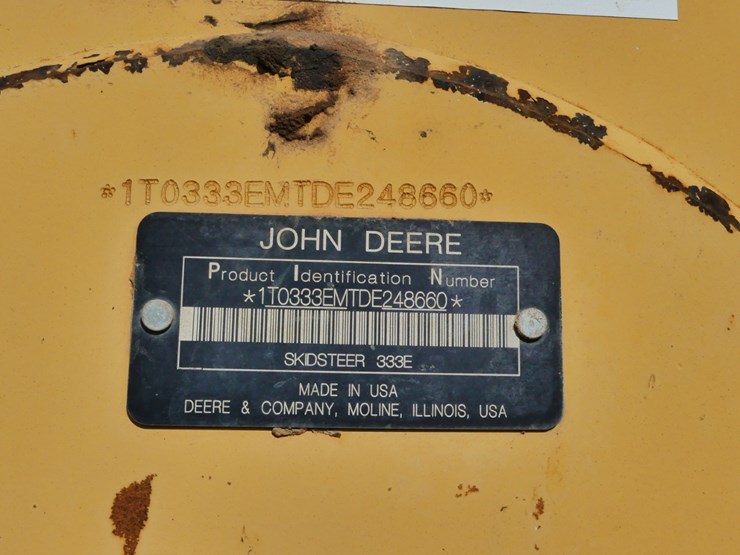 *1T0333EMTDE248660*
JOHN DEERE
Product Identification Number
*1T0333EMTDE248660*
SKIDSTEER 333E
MADE IN USA
DEERE & COMPANY, MOLINE, ILLINOIS, USA